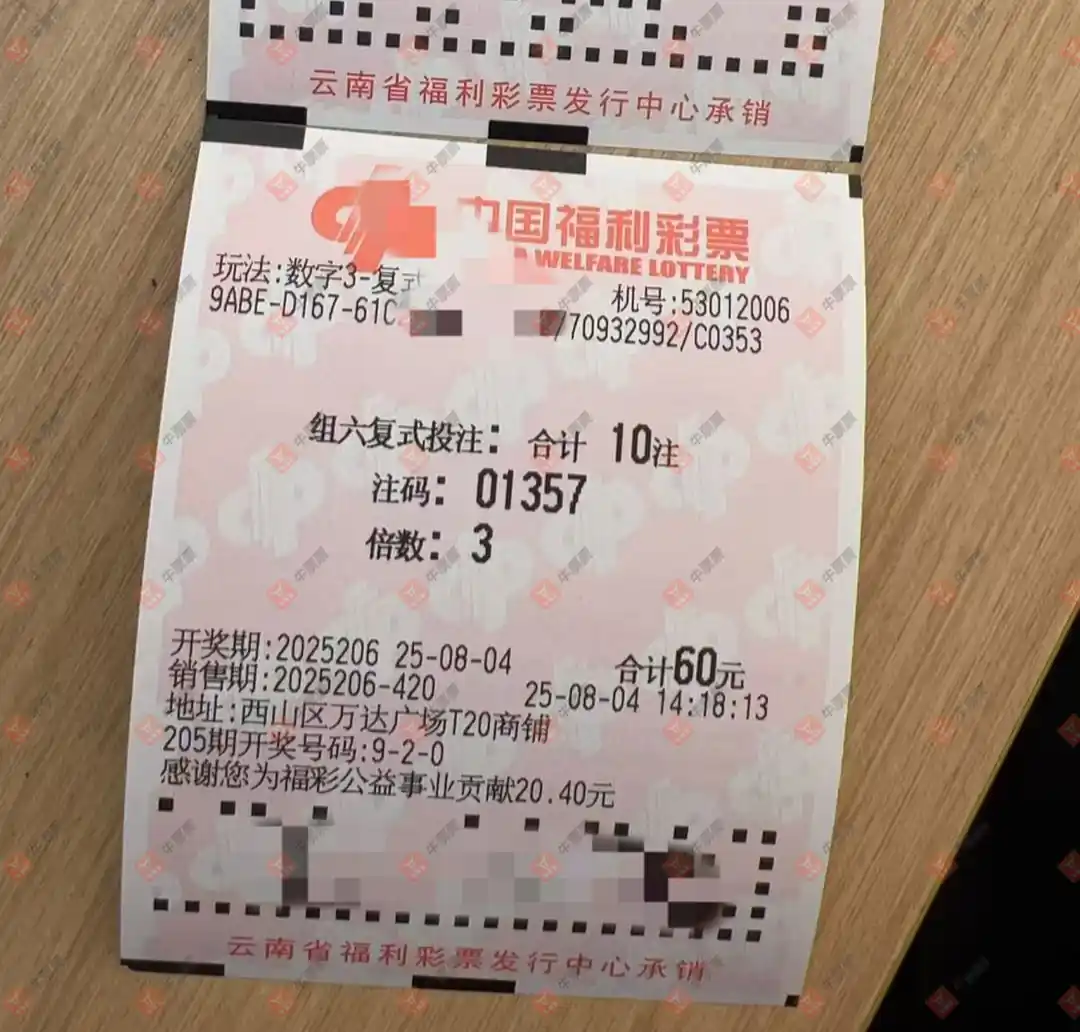 云南省福利彩票发行中心承销
中国福利彩票
A WELFARE LOTTERY
玩法:数字3-复式
机号:53012006
9ABE-D167-61C
/70932992/C0353
组六复式投注: 合计 10注
注码: 01357
倍数: 3
开奖期:2025206 25-08-04
合计60元
销售期:2025206-420
25-08-04 14:18:13
地址:西山区万达广场T20商铺
205期开奖号码:9-2-0
感谢您为福彩公益事业贡献20.40元
云南省福利彩票发行中心承销